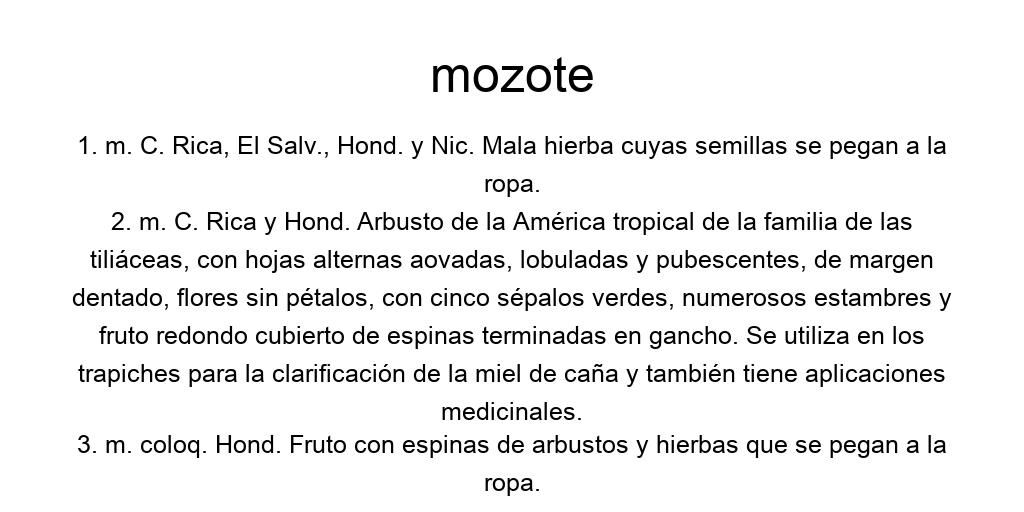 mozote
1. m. C. Rica, El Salv., Hond. y Nic. Mala hierba cuyas semillas se pegan a la
ropa.
2. m. C. Rica y Hond. Arbusto de la América tropical de la familia de las
tiliáceas, con hojas alternas aovadas, lobuladas y pubescentes, de margen
dentado, flores sin pétalos, con cinco sépalos verdes, numerosos estambres y
fruto redondo cubierto de espinas terminadas en gancho. Se utiliza en los
trapiches para la clarificación de la miel de caña y también tiene aplicaciones
medicinales.
3. m. coloq. Hond. Fruto con espinas de arbustos y hierbas que se pegan a la
ropa.